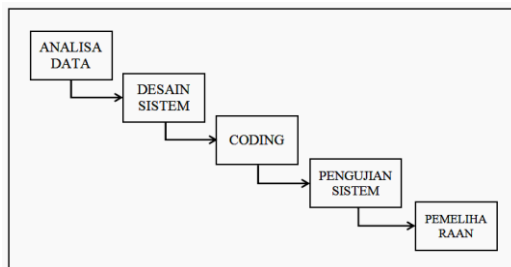 ANALISA
DATA
DESAIN
SISTEM
CODING
PENGUJIAN
SISTEM
PEMELIHA
RAAN